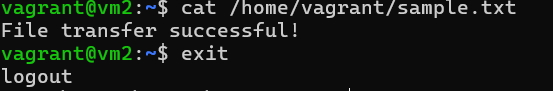 vagrant@vm2:~$ cat /home/vagrant/sample.txt
File transfer successful!
vagrant@vm2:~$ exit
logout